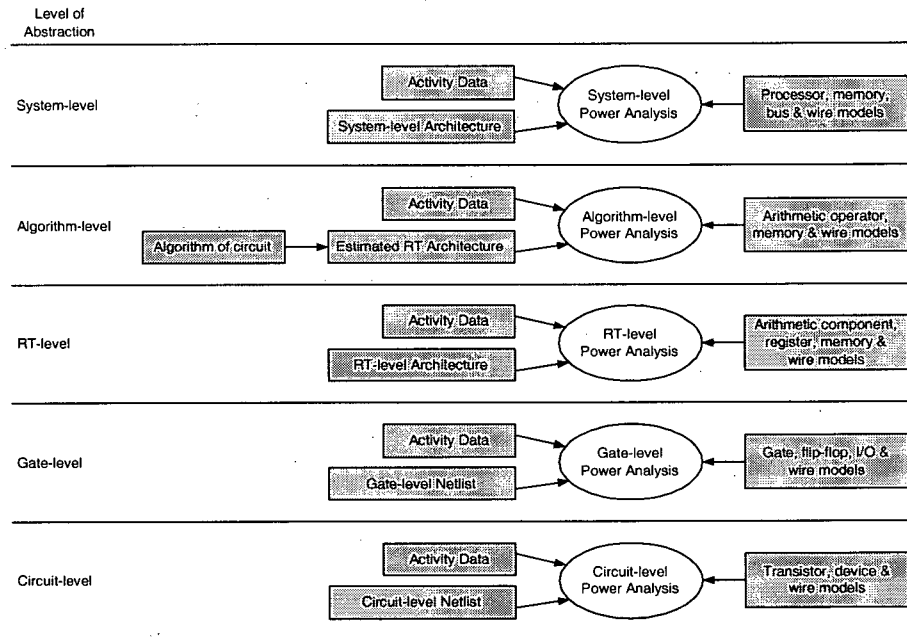 Level of
Abstraction
System-level
Activity Data
System-level Architecture
System-level
Power Analysis
Processor, memory,
bus & wire models
Algorithm-level
Algorithm of circuit
Activity Data
Estimated RT Architecture
Algorithm-level
Power Analysis
Arithmetic operator,
memory & wire models
RT-level
Activity Data
RT-level Architecture
RT-level
Power Analysis
Arithmetic component,
register, memory &
wire models
Gate-level
Activity Data
Gate-level Netlist
Gate-level
Power Analysis
Gate, flip-flop, I/O &
wire models
Circuit-level
Activity Data
Circuit-level Netlist
Circuit-level
Power Analysis
Transistor, device &
wire models